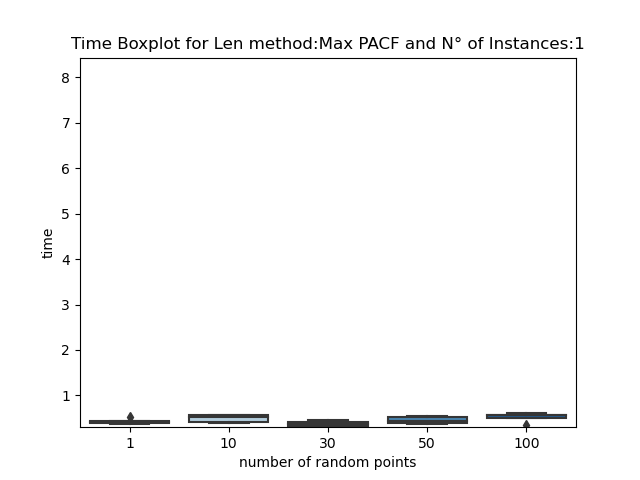 Time Boxplot for Len method:Max PACF and N° of Instances:1
8
7
6
5
4
3
2
1
time
1 10 30 50 100
number of random points